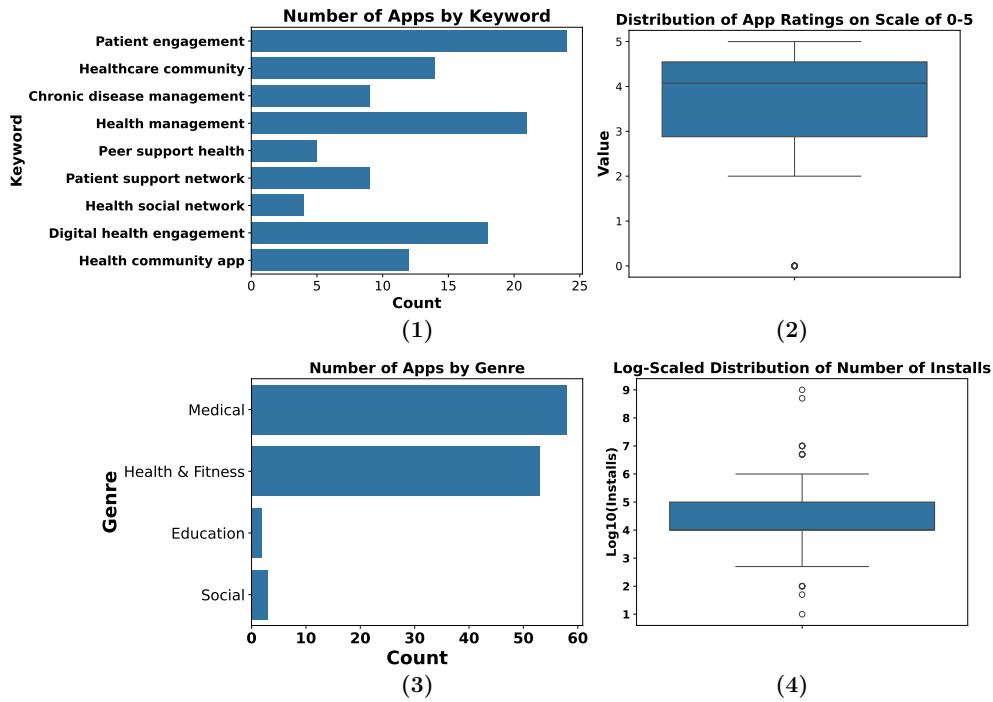 Number of Apps by Keyword
Keyword
Patient engagement
Healthcare community
Chronic disease management
Health management
Peer support health
Patient support network
Health social network
Digital health engagement
Health community app
0 5 10 15 20 25
Count
(1)
Distribution of App Ratings on Scale of 0-5
Value
5
4
3
2
1
0
(2)
Number of Apps by Genre
Genre
Medical
Health & Fitness
Education
Social
0 10 20 30 40 50 60
Count
(3)
Log-Scaled Distribution of Number of Installs
Log10(Installs)
9
8
7
6
5
4
3
2
1
(4)